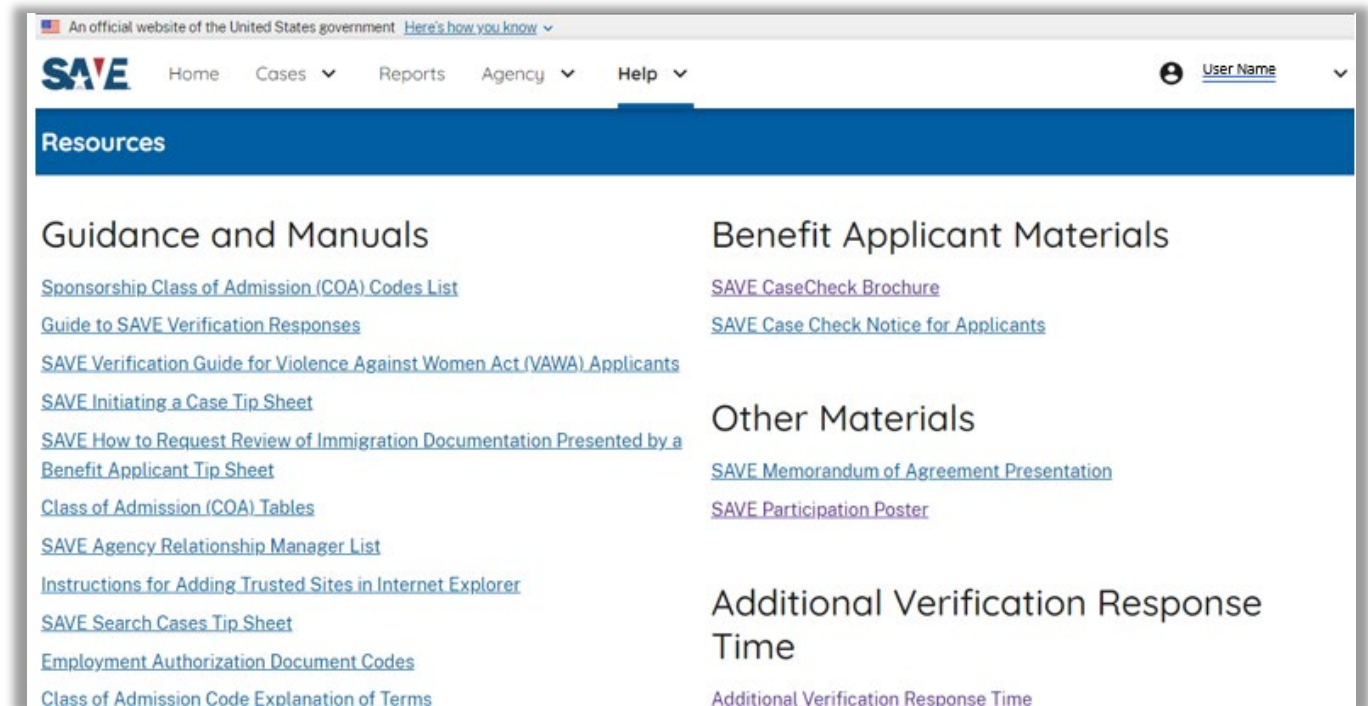 An official website of the United States government Here's how you know
SAVE Home Cases Reports Agency Help User Name
Resources
Guidance and Manuals
Sponsorship Class of Admission (COA) Codes List
Guide to SAVE Verification Responses
SAVE Verification Guide for Violence Against Women Act (VAWA) Applicants
SAVE Initiating a Case Tip Sheet
SAVE How to Request Review of Immigration Documentation Presented by a
Benefit Applicant Tip Sheet
Class of Admission (COA) Tables
SAVE Agency Relationship Manager List
Instructions for Adding Trusted Sites in Internet Explorer
SAVE Search Cases Tip Sheet
Employment Authorization Document Codes
Class of Admission Code Explanation of Terms
Benefit Applicant Materials
SAVE CaseCheck Brochure
SAVE Case Check Notice for Applicants
Other Materials
SAVE Memorandum of Agreement Presentation
SAVE Participation Poster
Additional Verification Response
Time
Additional Verification Response Time